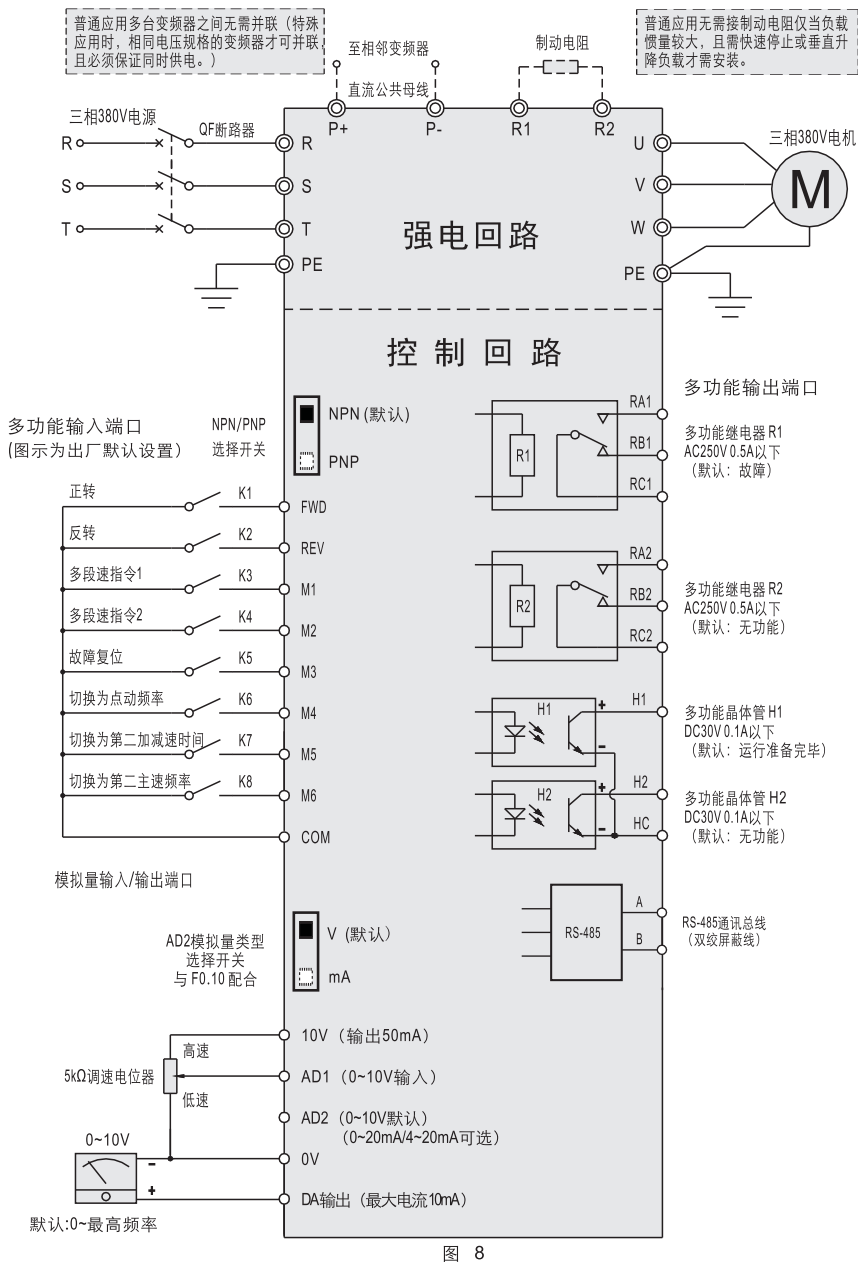 普通应用多台变频器之间无需并联（特殊
应用时，相同电压规格的变频器才可并联，
且必须保证同时供电。）
至相邻变频器
直流公共母线
制动电阻
普通应用无需接制动电阻仅当负载
惯量较大，且需快速停止或垂直升
降负载才需安装。
三相380V电源
QF断路器
P+
P-
R1
R2
三相380V电机
R
R
U
S
S
V
M
T
T
强电回路
W
PE
PE
控制回路
多功能输入端口
(图示为出厂默认设置）
NPN/PNP
选择开关
NPN (默认)
PNP
多功能输出端口
R1
RA1
RB1
RC1
多功能继电器 R1
AC250V 0.5A以下
（默认：故障）
正转
K1
FWD
反转
K2
REV
多段速指令1
K3
M1
多段速指令2
K4
M2
故障复位
K5
M3
切换为点动频率
K6
M4
切换为第二加减速时间
K7
M5
切换为第二主速频率
K8
M6
COM
R2
RA2
RB2
RC2
多功能继电器 R2
AC250V 0.5A以下
（默认：无功能）
H1
+
-
H1
多功能晶体管 H1
DC30V 0.1A以下
（默认：运行准备完毕）
H2
+
-
H2
HC
多功能晶体管 H2
DC30V 0.1A以下
（默认：无功能）
模拟量输入/输出端口
AD2模拟量类型
选择开关
与 F0.10 配合
V (默认)
mA
RS-485
A
B
RS-485通讯总线
（双绞屏蔽线）
10V（输出50mA）
高速
5kΩ调速电位器
AD1（0~10V输入）
低速
AD2（0~10V默认）
（0~20mA/4~20mA可选）
0~10V
-
0V
+
DA输出（最大电流10mA）
默认:0~最高频率
图 8